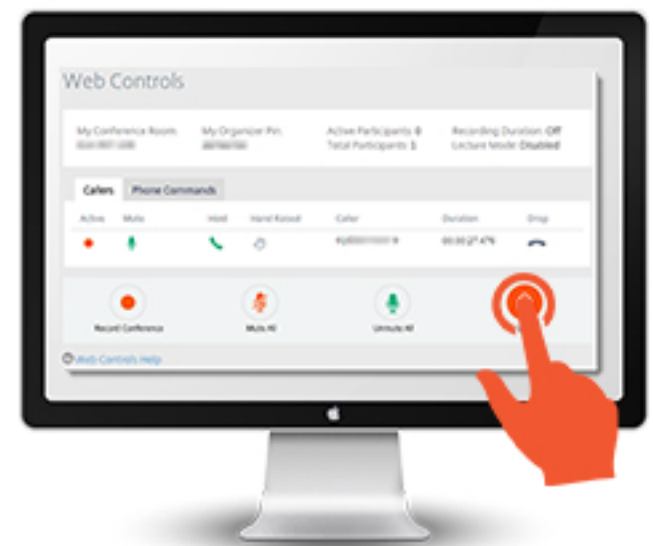 Web Controls
My Conference Room:
My Organizer Pin:
Active Participants 0
Total Participants 1
Recording Duration: Off
Lecture Mode: Disabled
Callers
Phone Commands
Active
Mute
Hold
Hand Raised
Caller
Duration
Drop
Record Conference
Mute All
Unmute All
Web Controls Help